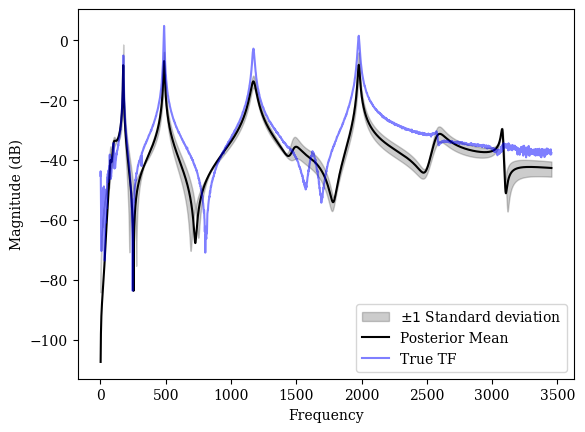 0
−20
−40
−60
−80
−100
Magnitude (dB)
±1 Standard deviation
Posterior Mean
True TF
0 500 1000 1500 2000 2500 3000 3500
Frequency